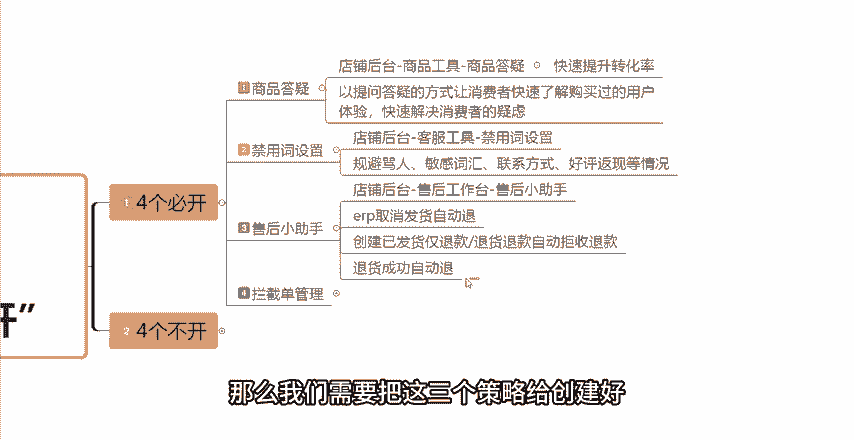 店铺后台-商品工具-商品答疑
快速提升转化率
1 商品答疑
以提问答疑的方式让消费者快速了解购买过的用户
体验，快速解决消费者的疑虑
店铺后台-客服工具-禁用词设置
2 禁用词设置
规避骂人、敏感词汇、联系方式、好评返现等情况
店铺后台-售后工作台-售后小助手
1 4个必开
erp取消发货自动退
3 售后小助手
创建已发货仅退款/退货退款自动拒收退款
退货成功自动退
4 拦截单管理
开”
2 4个不开
那么我们需要把这三个策略给创建好